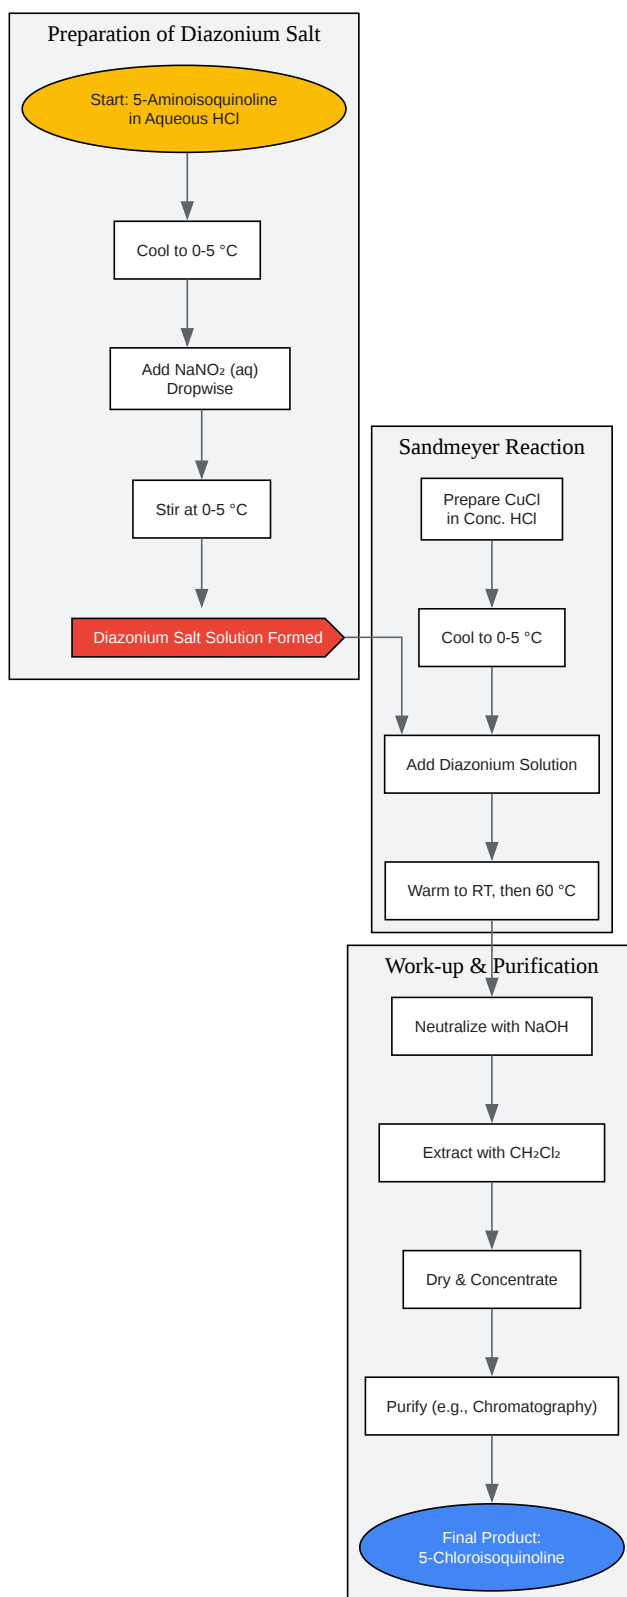 Preparation of Diazonium Salt
Start: 5-Aminoisoquinoline
in Aqueous HCl
Cool to 0-5 °C
Add NaNO₂ (aq)
Dropwise
Stir at 0-5 °C
Diazonium Salt Solution Formed
Sandmeyer Reaction
Prepare CuCl
in Conc. HCl
Cool to 0-5 °C
Add Diazonium Solution
Warm to RT, then 60 °C
Work-up & Purification
Neutralize with NaOH
Extract with CH₂Cl₂
Dry & Concentrate
Purify (e.g., Chromatography)
Final Product:
5-Chloroisoquinoline